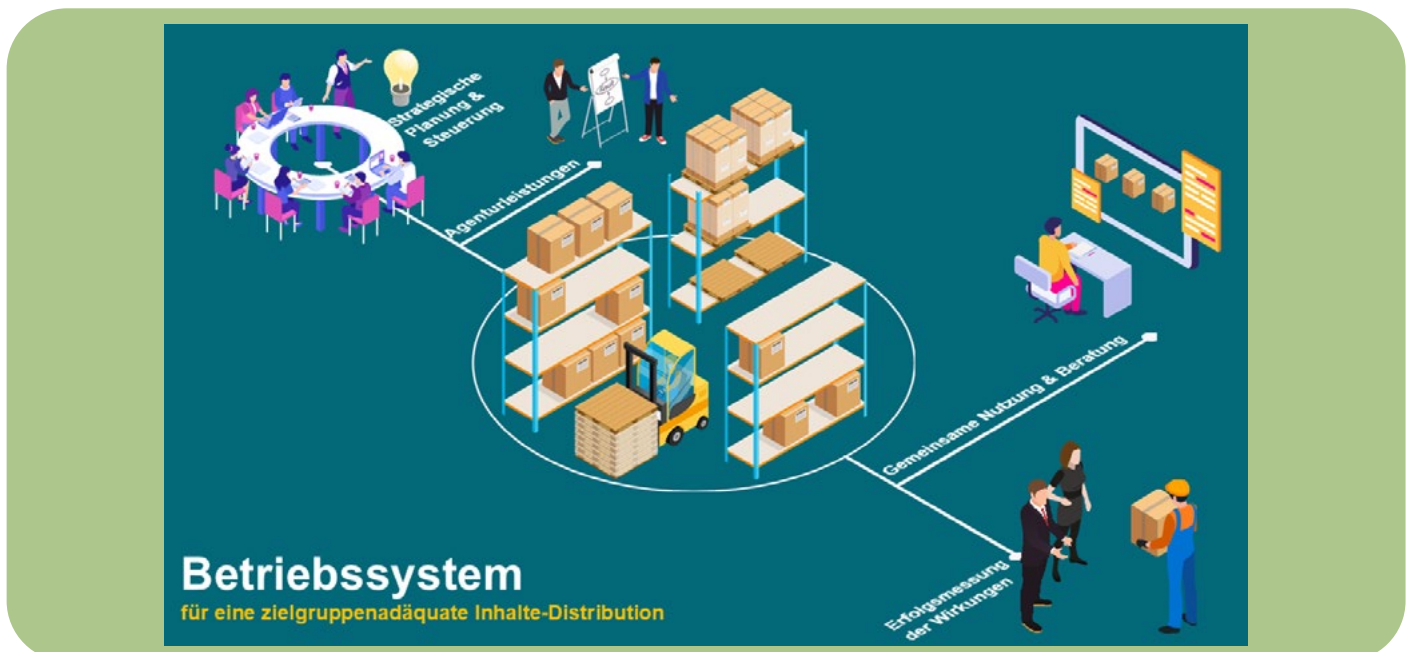 Strategische
Planung &
Steuerung
Agenturleistungen
Gemeinsame Nutzung & Beratung
Erfolgsmessung
der Wirkungen
Betriebssystem
für eine zielgruppenadäquate Inhalte-Distribution